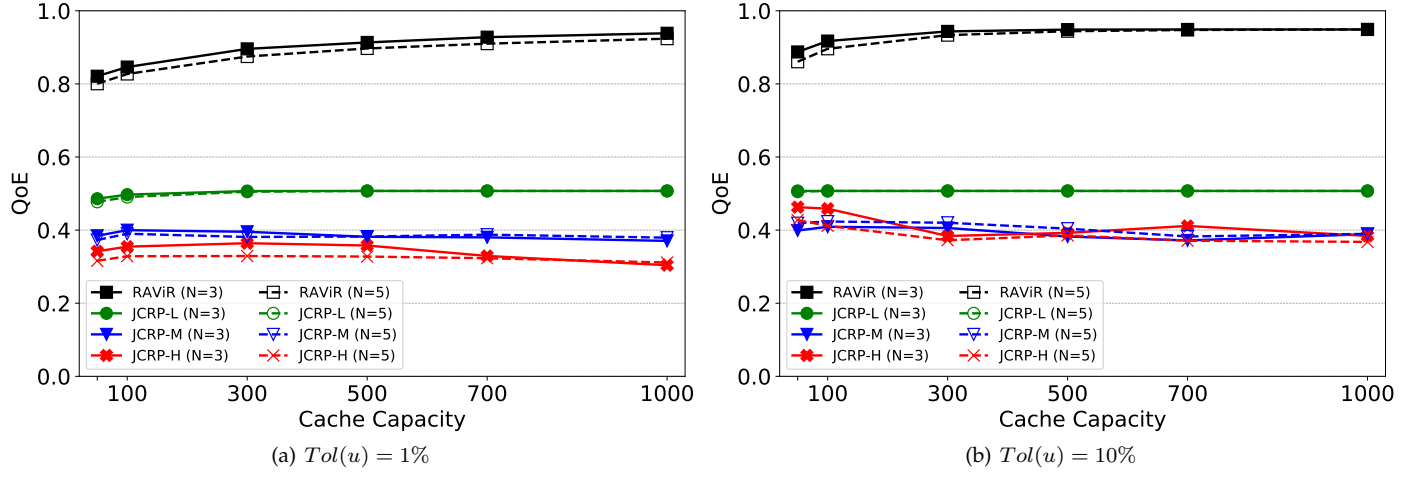 1.0
0.8
0.6
0.4
0.2
0.0
QoE
RAViR (N=3)
JCRP-L (N=3)
JCRP-M (N=3)
JCRP-H (N=3)
RAViR (N=5)
JCRP-L (N=5)
JCRP-M (N=5)
JCRP-H (N=5)
100 300 500 700 1000
Cache Capacity
(a) Tol(u) = 1%
1.0
0.8
0.6
0.4
0.2
0.0
QoE
RAViR (N=3)
JCRP-L (N=3)
JCRP-M (N=3)
JCRP-H (N=3)
RAViR (N=5)
JCRP-L (N=5)
JCRP-M (N=5)
JCRP-H (N=5)
100 300 500 700 1000
Cache Capacity
(b) Tol(u) = 10%